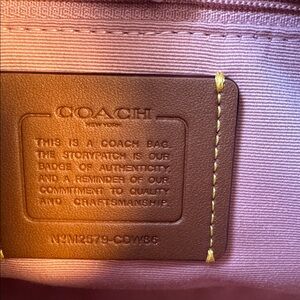 COACH
NEW YORK
THIS IS A COACH BAG.
THE STORYPATCH IS OUR
BADGE OF AUTHENTICITY,
AND A REMINDER OF OUR
COMMITMENT TO QUALITY
AND CRAFTSMANSHIP.
NºM2579-CDW86